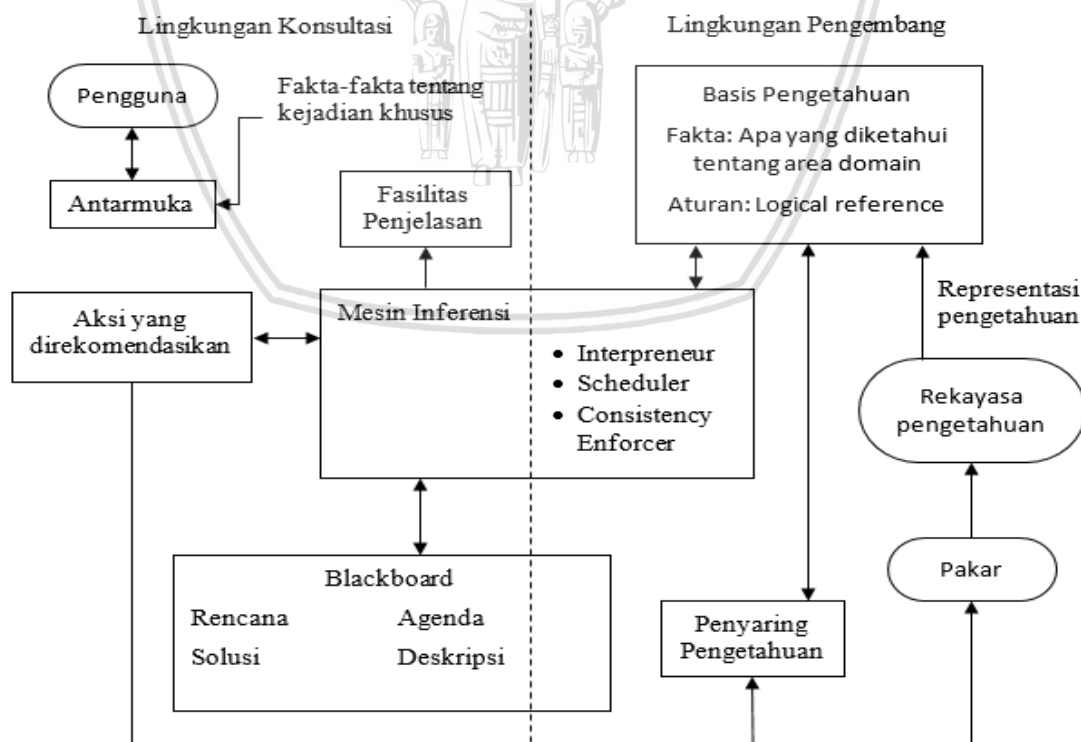 Lingkungan Konsultasi
Lingkungan Pengembang
Pengguna
Fakta-fakta tentang
kejadian khusus
Antarmuka
Fasilitas
Penjelasan
Basis Pengetahuan
Fakta: Apa yang diketahui
tentang area domain
Aturan: Logical reference
Aksi yang
direkomendasikan
Mesin Inferensi
• Interpreneur
• Scheduler
• Consistency
Enforcer
Representasi
pengetahuan
Rekayasa
pengetahuan
Pakar
Blackboard
Rencana Agenda
Solusi Deskripsi
Penyaring
Pengetahuan